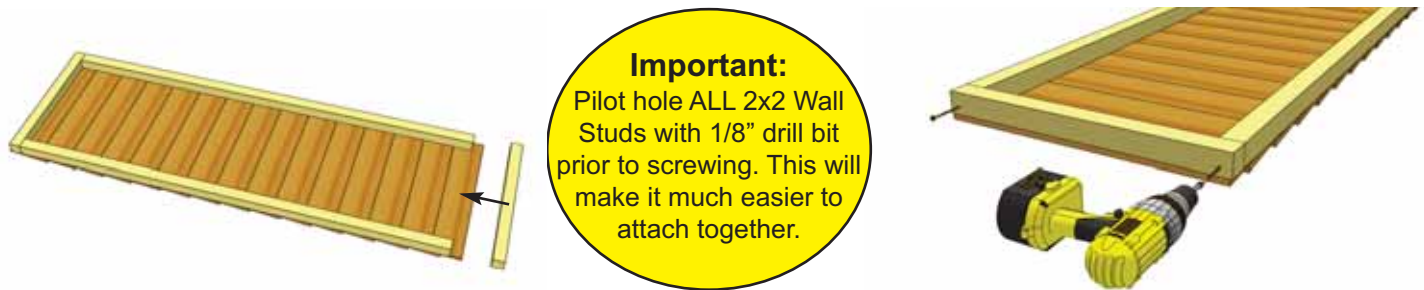 Important:
Pilot hole ALL 2x2 Wall
Studs with 1/8” drill bit
prior to screwing. This will
make it much easier to
attach together.